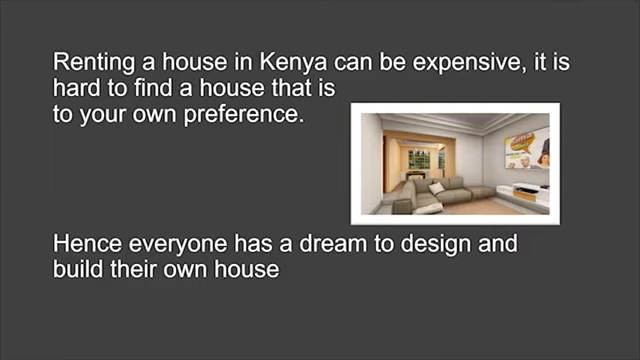 Renting a house in Kenya can be expensive, it is
hard to find a house that is
to your own preference.
Hence everyone has a dream to design and
build their own house